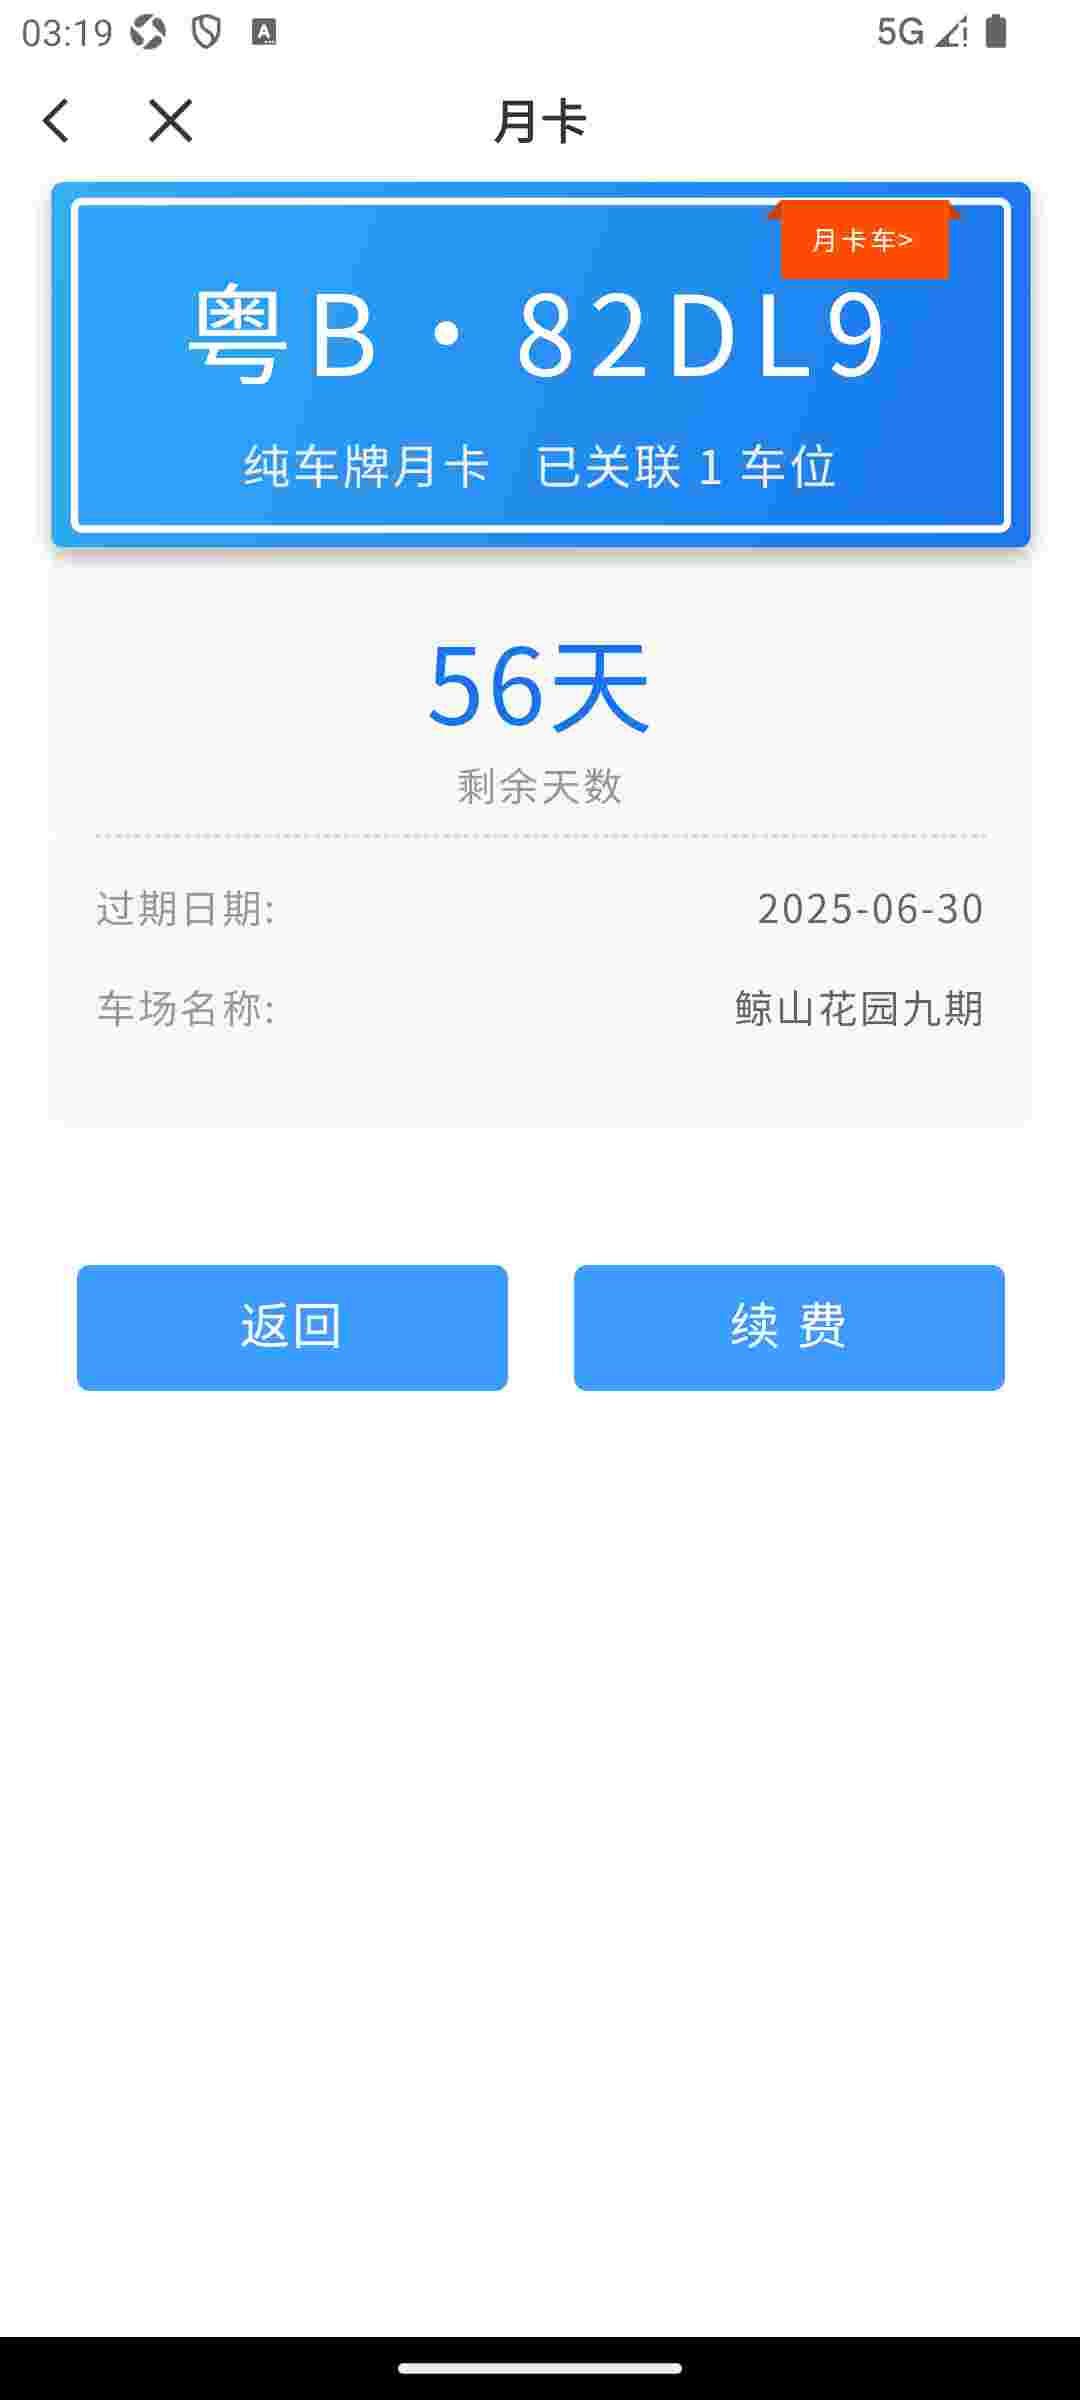 03:19
5G
月卡
月卡车>
粤B·82DL9
纯车牌月卡 已关联 1 车位
56天
剩余天数
过期日期: 2025-06-30
车场名称: 鲸山花园九期
返回
续 费